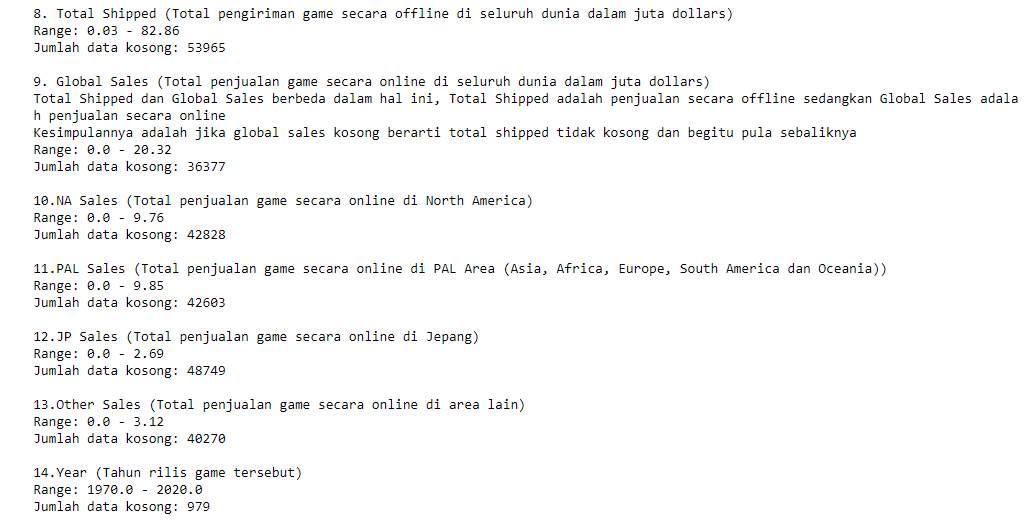 8. Total Shipped (Total pengiriman game secara offline di seluruh dunia dalam juta dollars)
Range: 0.03 - 82.86
Jumlah data kosong: 53965
9. Global Sales (Total penjualan game secara online di seluruh dunia dalam juta dollars)
Total Shipped dan Global Sales berbeda dalam hal ini, Total Shipped adalah penjualan secara offline sedangkan Global Sales adala
h penjualan secara online
Kesimpulannya adalah jika global sales kosong berarti total shipped tidak kosong dan begitu pula sebaliknya
Range: 0.0 - 20.32
Jumlah data kosong: 36377
10.NA Sales (Total penjualan game secara online di North America)
Range: 0.0 - 9.76
Jumlah data kosong: 42828
11.PAL Sales (Total penjualan game secara online di PAL Area (Asia, Africa, Europe, South America dan Oceania))
Range: 0.0 - 9.85
Jumlah data kosong: 42603
12.JP Sales (Total penjualan game secara online di Jepang)
Range: 0.0 - 2.69
Jumlah data kosong: 48749
13.Other Sales (Total penjualan game secara online di area lain)
Range: 0.0 - 3.12
Jumlah data kosong: 40270
14.Year (Tahun rilis game tersebut)
Range: 1970.0 - 2020.0
Jumlah data kosong: 979